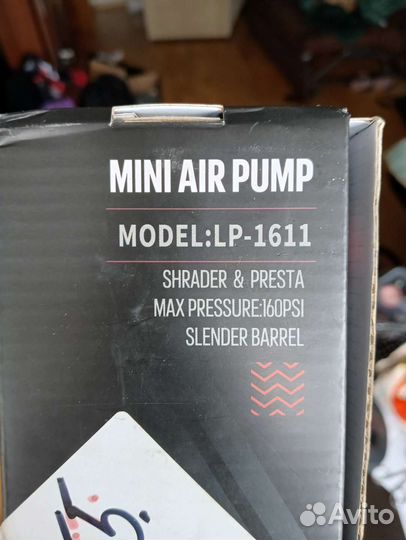 MINI AIR PUMP
MODEL:LP-1611
SHRADER & PRESTA
MAX PRESSURE:160PSI
SLENDER BARREL
Avito